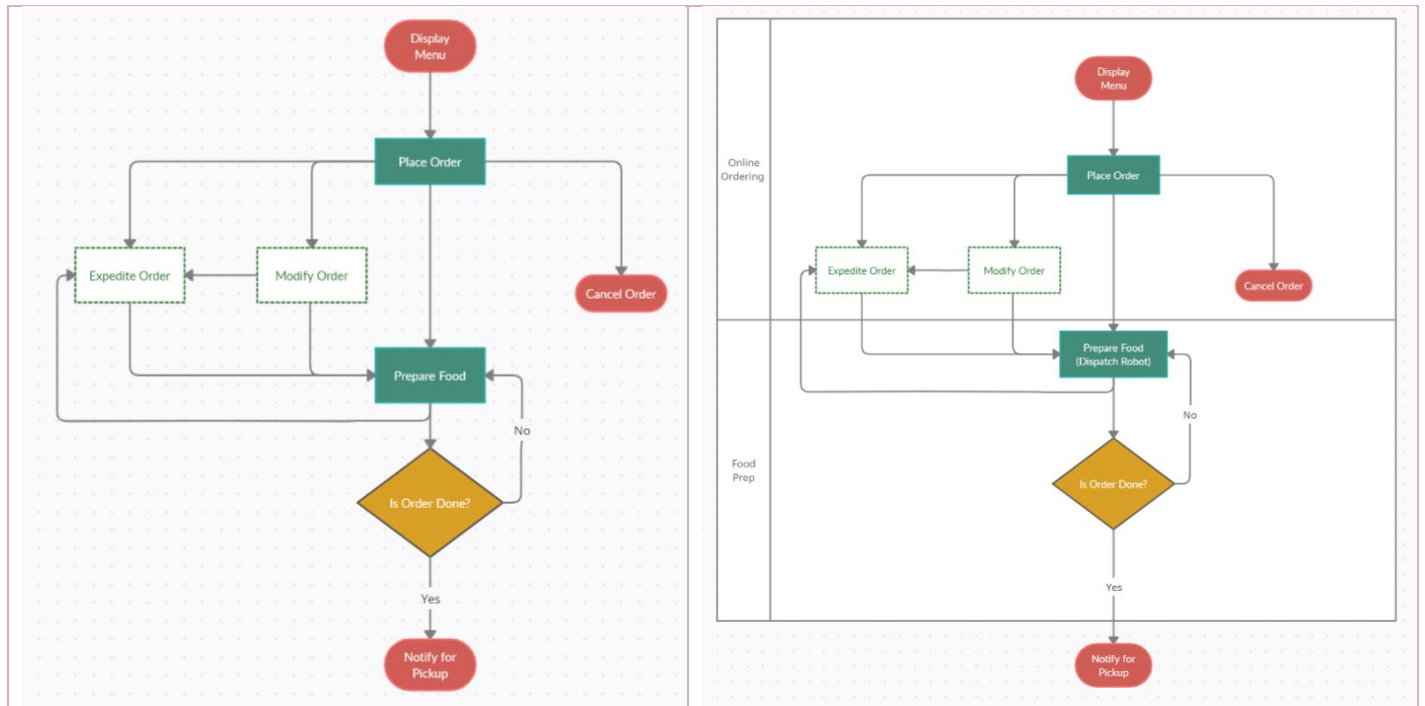 Display
Menu
Place Order
Expedite Order
Modify Order
Cancel Order
Prepare Food
No
Is Order Done?
Yes
Notify for
Pickup
Online
Ordering
Display
Menu
Place Order
Expedite Order
Modify Order
Cancel Order
Food
Prep
Prepare Food
(Dispatch Robot)
No
Is Order Done?
Yes
Notify for
Pickup